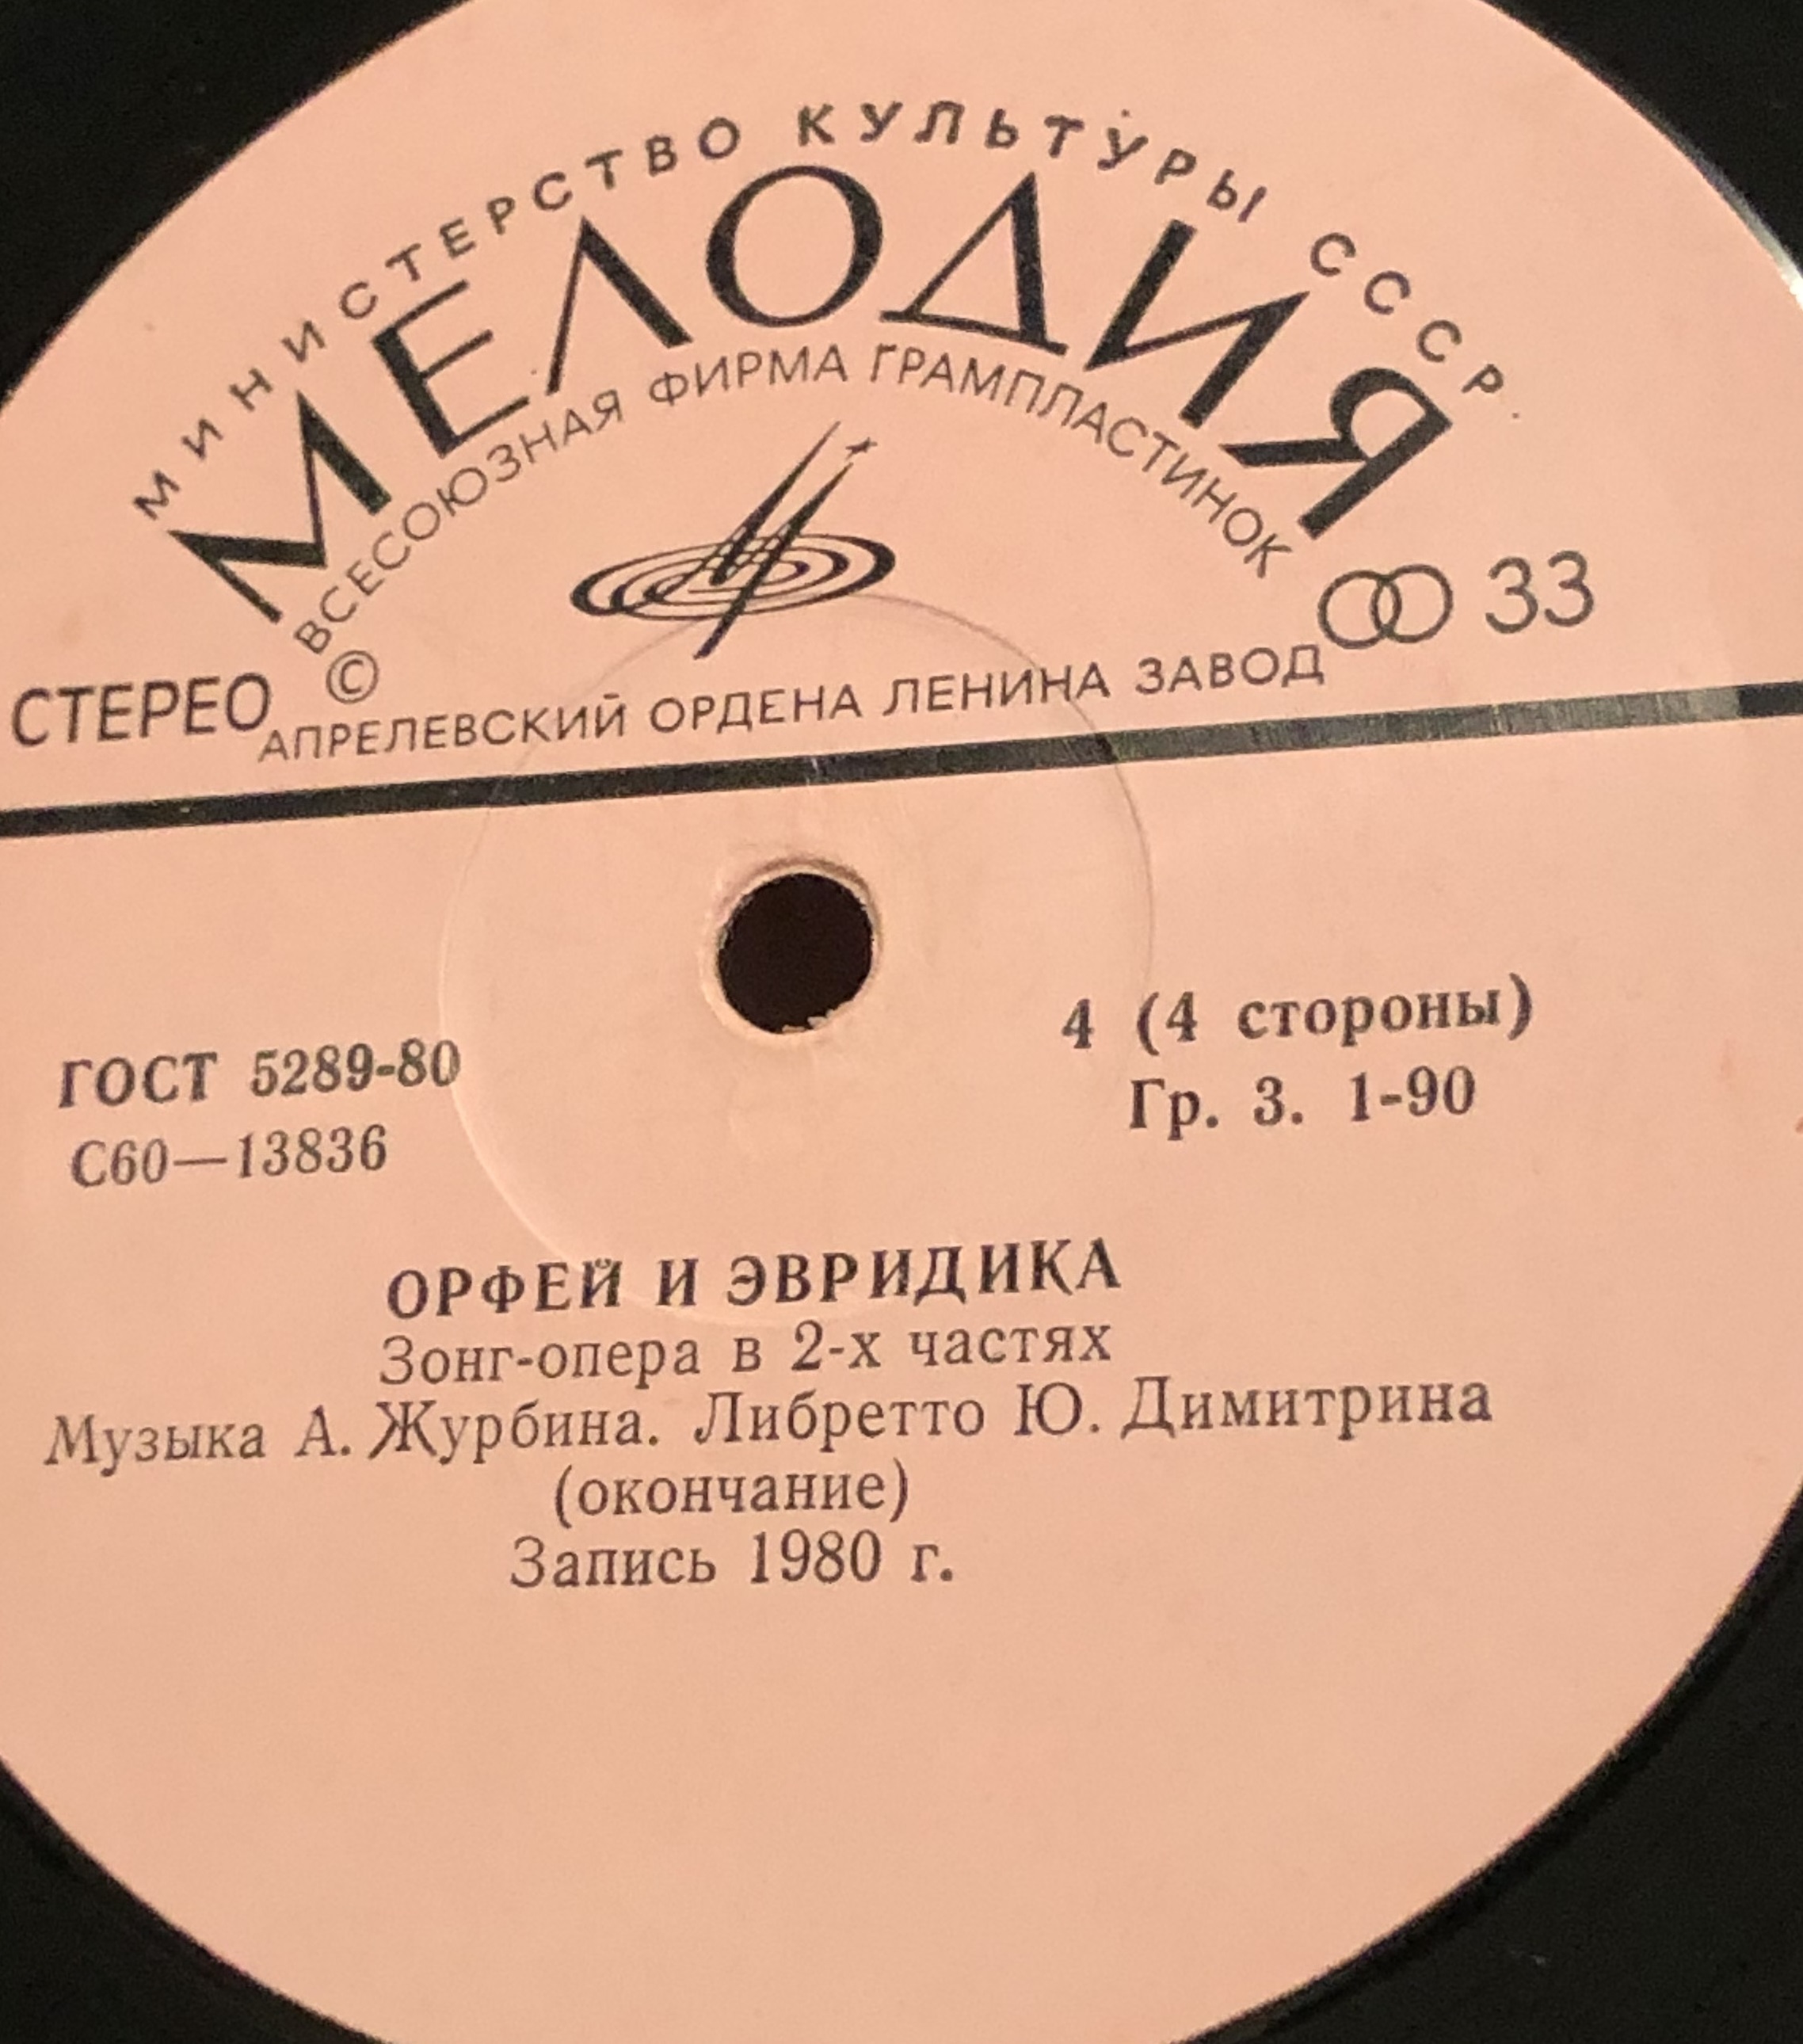 МИНИСТЕРСТВО КУЛЬТУРЫ СССР
МЕЛОДИЯ
ВСЕСОЮЗНАЯ ФИРМА ГРАМПЛАСТИНОК
33
СТЕРЕО ©
АПРЕЛЕВСКИЙ ОРДЕНА ЛЕНИНА ЗАВОД
ГОСТ 5289-80
С60—13836
4 (4 стороны)
Гр. 3. 1-90
ОРФЕЙ И ЭВРИДИКА
Зонг-опера в 2-х частях
Музыка А. Журбина. Либретто Ю. Димитрина
(окончание)
Запись 1980 г.